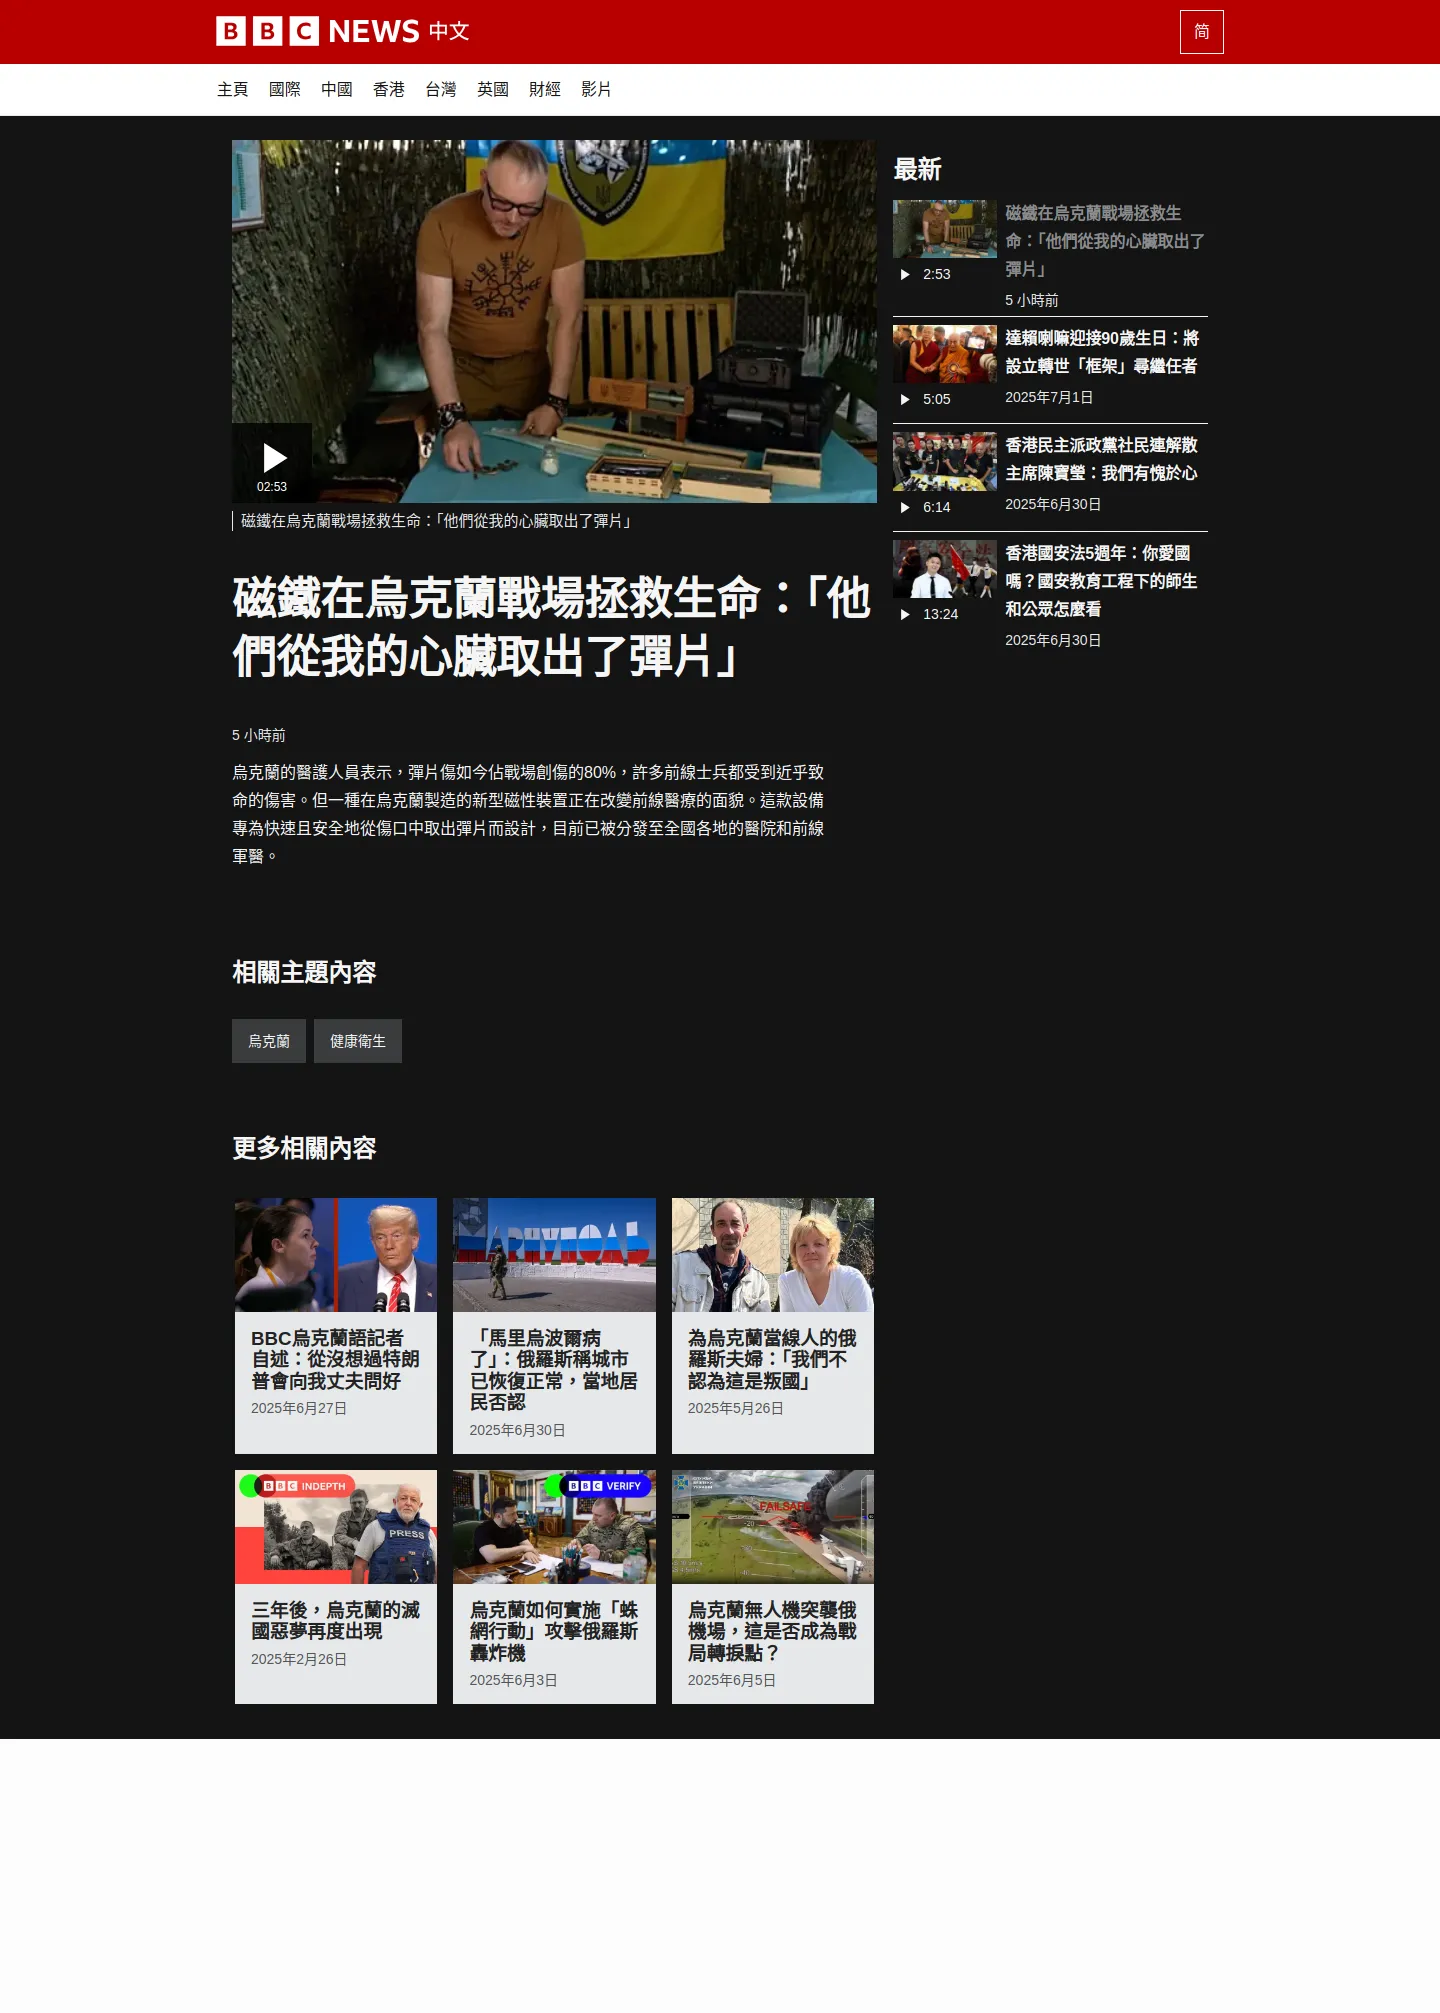 BBC NEWS 中文
简
主頁 國際 中國 香港 台灣 英國 財經 影片
02:53
磁鐵在烏克蘭戰場拯救生命：「他們從我的心臟取出了彈片」
磁鐵在烏克蘭戰場拯救生命：「他
們從我的心臟取出了彈片」
5 小時前
烏克蘭的醫護人員表示，彈片傷如今佔戰場創傷的80%，許多前線士兵都受到近乎致
命的傷害。但一種在烏克蘭製造的新型磁性裝置正在改變前線醫療的面貌。這款設備
專為快速且安全地從傷口中取出彈片而設計，目前已被分發至全國各地的醫院和前線
軍醫。
最新
磁鐵在烏克蘭戰場拯救生
命：「他們從我的心臟取出了
彈片」
2:53
5 小時前
達賴喇嘛迎接90歲生日：將
設立轉世「框架」尋繼任者
5:05
2025年7月1日
香港民主派政黨社民連解散
主席陳寶瑩：我們有愧於心
6:14
2025年6月30日
香港國安法5週年：你愛國
嗎？國安教育工程下的師生
和公眾怎麼看
13:24
2025年6月30日
相關主題內容
烏克蘭
健康衛生
更多相關內容
BBC烏克蘭語記者
自述：從沒想過特朗
普會向我丈夫問好
2025年6月27日
「馬里烏波爾病
了」：俄羅斯稱城市
已恢復正常，當地居
民否認
2025年6月30日
為烏克蘭當線人的俄
羅斯夫婦：「我們不
認為這是叛國」
2025年5月26日
BBC INDEPTH
PRESS
三年後，烏克蘭的滅
國惡夢再度出現
2025年2月26日
BBC VERIFY
烏克蘭如何實施「蛛
網行動」攻擊俄羅斯
轟炸機
2025年6月3日
FAILSAFE
烏克蘭無人機突襲俄
機場，這是否成為戰
局轉捩點？
2025年6月5日